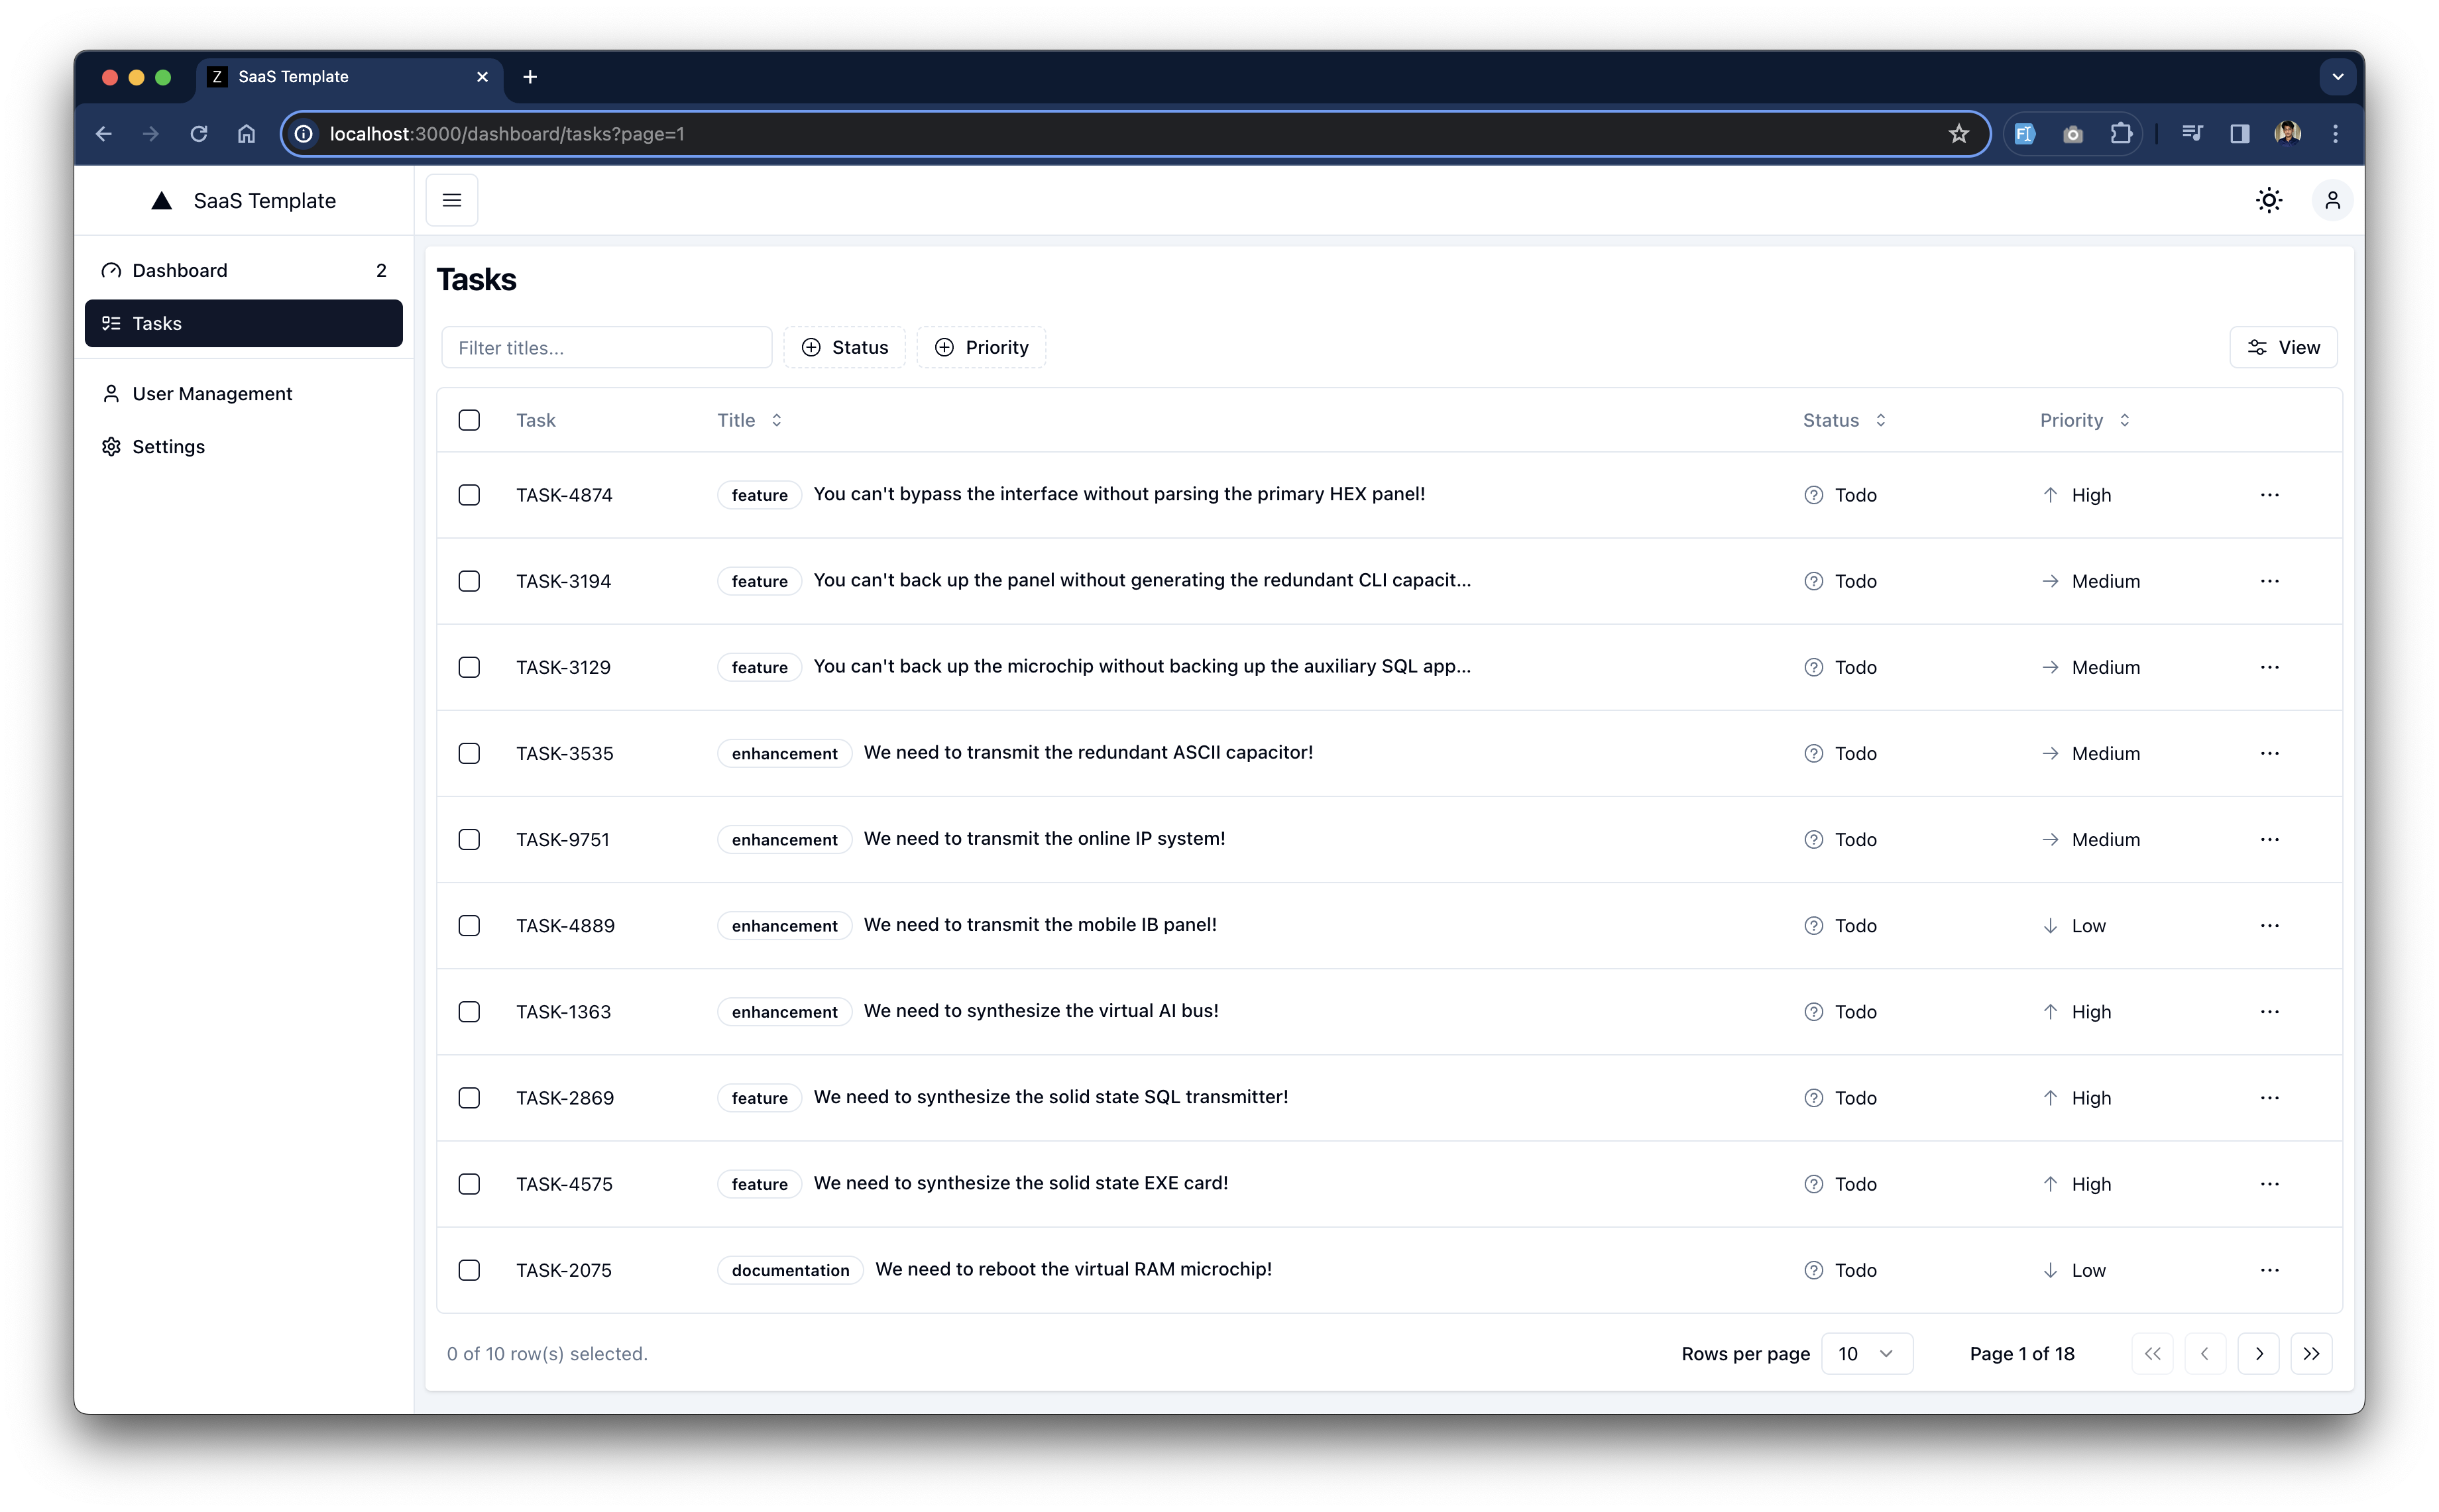 Z SaaS Template
localhost:3000/dashboard/tasks?page=1
SaaS Template
Dashboard 2
Tasks
User Management
Settings
Tasks
Filter titles... Status Priority View
Task Title Status Priority
TASK-4874 feature You can't bypass the interface without parsing the primary HEX panel! Todo High
TASK-3194 feature You can't back up the panel without generating the redundant CLI capacit... Todo Medium
TASK-3129 feature You can't back up the microchip without backing up the auxiliary SQL app... Todo Medium
TASK-3535 enhancement We need to transmit the redundant ASCII capacitor! Todo Medium
TASK-9751 enhancement We need to transmit the online IP system! Todo Medium
TASK-4889 enhancement We need to transmit the mobile IB panel! Todo Low
TASK-1363 enhancement We need to synthesize the virtual AI bus! Todo High
TASK-2869 feature We need to synthesize the solid state SQL transmitter! Todo High
TASK-4575 feature We need to synthesize the solid state EXE card! Todo High
TASK-2075 documentation We need to reboot the virtual RAM microchip! Todo Low
0 of 10 row(s) selected. Rows per page 10 Page 1 of 18